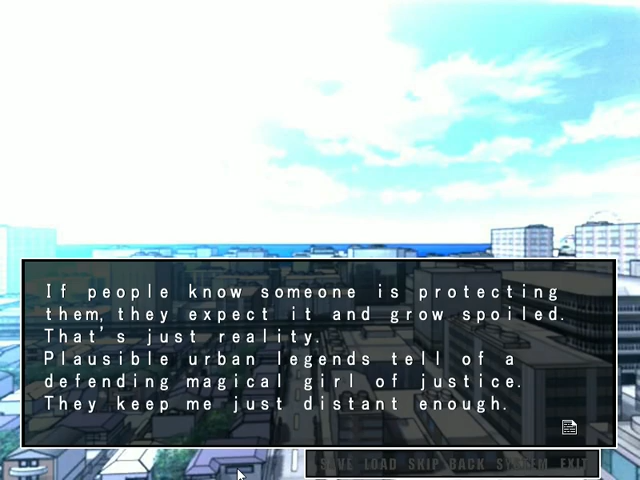 If people know someone is protecting
them, they expect it and grow spoiled.
That's just reality.
Plausible urban legends tell of a
defending magical girl of justice.
They keep me just distant enough.
SAVE LOAD SKIP BACK SYSTEM EXIT